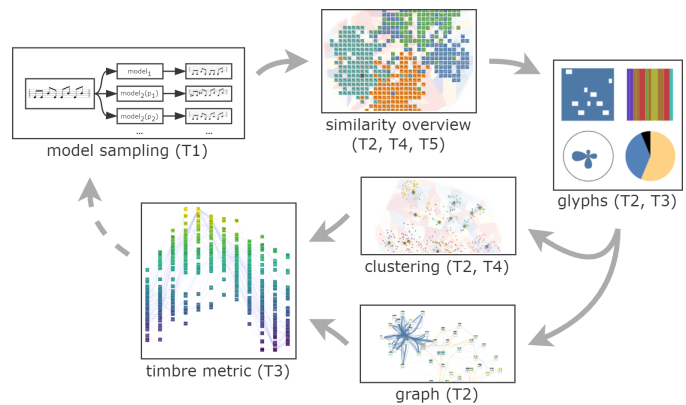 model₁
model₂(p₁)
model₂(p₂)
...
...
model sampling (T1)
similarity overview
(T2, T4, T5)
glyphs (T2, T3)
clustering (T2, T4)
timbre metric (T3)
graph (T2)